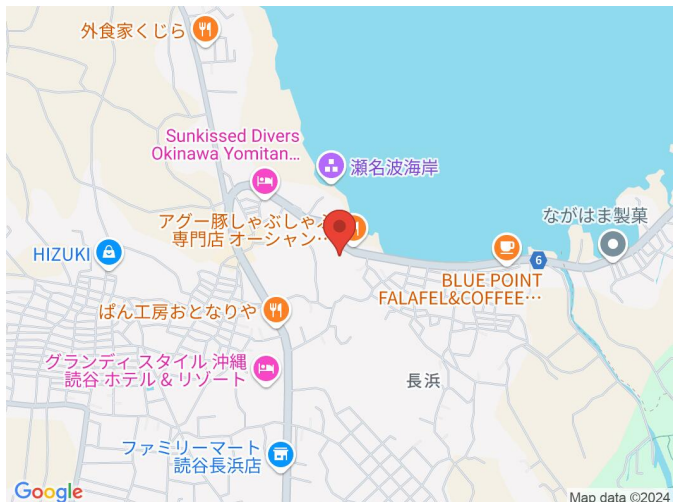 外食家くじら
Sunkissed Divers
Okinawa Yomitan...
瀬名波海岸
アグー豚しゃぶしゃぶ
専門店 オーシャン...
ながはま製菓
HIZUKI
6
BLUE POINT
FALAFEL&COFFEE...
ぱん工房おとなりや
グランディ スタイル 沖縄
読谷 ホテル & リゾート
長浜
ファミリーマート
読谷長浜店
Google
Map data ©2024